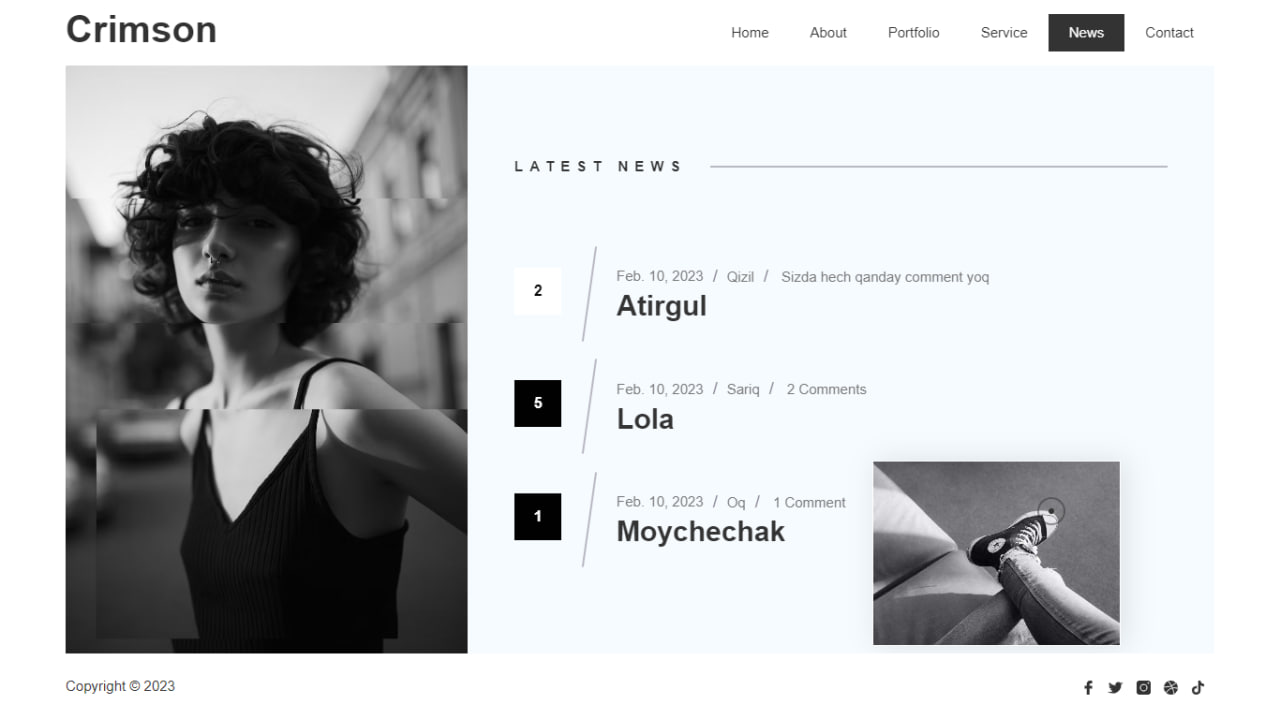 Crimson
Home About Portfolio Service News Contact
LATEST NEWS
2
Feb. 10, 2023 / Qizil / Sizda hech qanday comment yoq
Atirgul
5
Feb. 10, 2023 / Sariq / 2 Comments
Lola
1
Feb. 10, 2023 / Oq / 1 Comment
Moychechak
Copyright © 2023